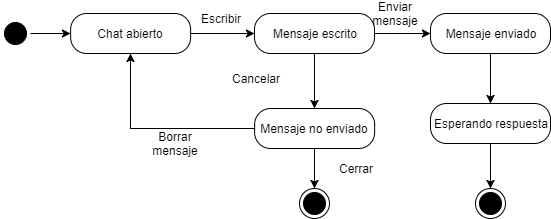 Escribir
Enviar
mensaje
Chat abierto
Mensaje escrito
Mensaje enviado
Cancelar
Mensaje no enviado
Esperando respuesta
Borrar
mensaje
Cerrar